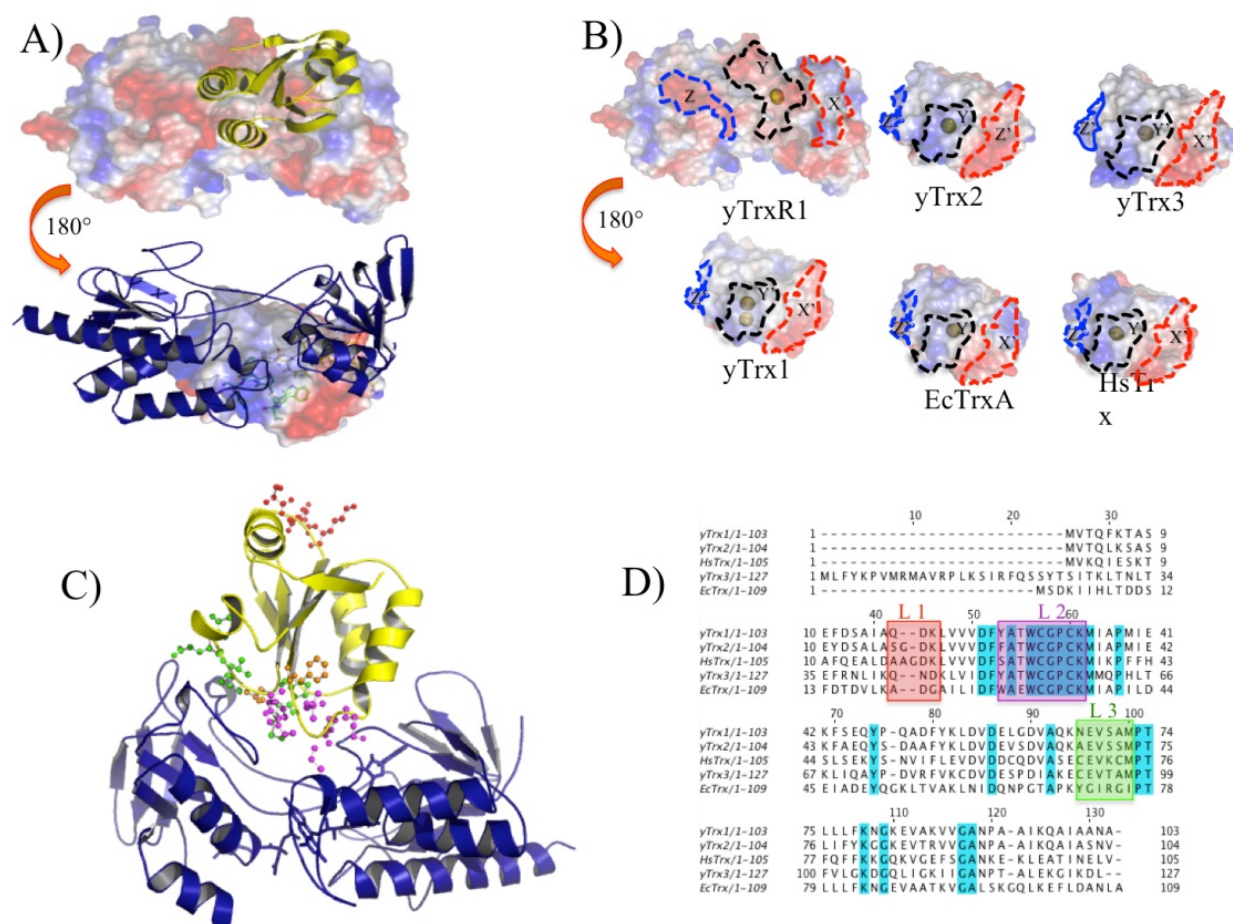 A)
180°
B)
Z
Y
X
yTrxR1
Z'
Y'
Z'
yTrx2
Z'
Y'
X'
yTrx3
180°
Z'
Y'
X'
yTrx1
Z'
Y'
X'
EcTrxA
Z'
Y'
X'
HsTr
x
C)
D)
10 20 30
yTrx1/1-103 1 - - - - - - - - - - - - - - - - - - - - - - - - - MVTQFKTAS 9
yTrx2/1-104 1 - - - - - - - - - - - - - - - - - - - - - - - - - MVTQLKSAS 9
HsTrx/1-105 1 - - - - - - - - - - - - - - - - - - - - - - - - - MVKQIESKT 9
yTrx3/1-127 1 MLFYKPVMRMAVRPLKSIRFQSSYTSITKLTNLT 34
EcTrx/1-109 1 - - - - - - - - - - - - - - - - - - - - - - MSDKIIHLTDDS 12
40 L 1 50 L 2 60
yTrx1/1-103 10 EFDSAIAQ--DKLVVVDFYATWCGPCKMIAPMIE 41
yTrx2/1-104 10 EYDSALASG-DKLVVVDFFATWCGPCKMIAPMIE 42
HsTrx/1-105 10 AFQEALDAAGDKLVVVDFSATWCGPCKMIKPFFH 43
yTrx3/1-127 35 EFRNLIKQ--NDKLVIDFYATWCGPCKMMQPHLT 66
EcTrx/1-109 13 DFDTDVLKA--DGAILIDFWAEWCGPCKMIAPILD 44
70 80 90 L 3 100
yTrx1/1-103 42 KFSEQYP-QADFYKLDVDELGDVAQKNEVSAMPT 74
yTrx2/1-104 43 KFAEQYS-DAAFYKLDVDEVSDVAQKAEVSSMPT 75
HsTrx/1-105 44 SLSEKYS-NVIFLEVDVDDCQDVASECEVKCMPT 76
yTrx3/1-127 67 KLIQAYP-DVRFVKCDVDESPDIAKECEVTAMPT 99
EcTrx/1-109 45 EIADEYQGKLTVAKLNIDQNPGTAPKYGIRGIPT 78
110 120 130
yTrx1/1-103 75 LLLFKNGKEVAKVVGANPA-AIKQAIAANA- 103
yTrx2/1-104 76 LIFYKGGKEVTRVVGANPA-AIKQAIASNV- 104
HsTrx/1-105 77 FQFFKKGQKVGEFSGANKE-KLEATINELV- 105
yTrx3/1-127 100 FVLGKDGQLIGKIIGANPT-ALEKGIKDL-- 127
EcTrx/1-109 79 LLLFKNGEVAATKVGALSKGQLKEFLDANLA 109